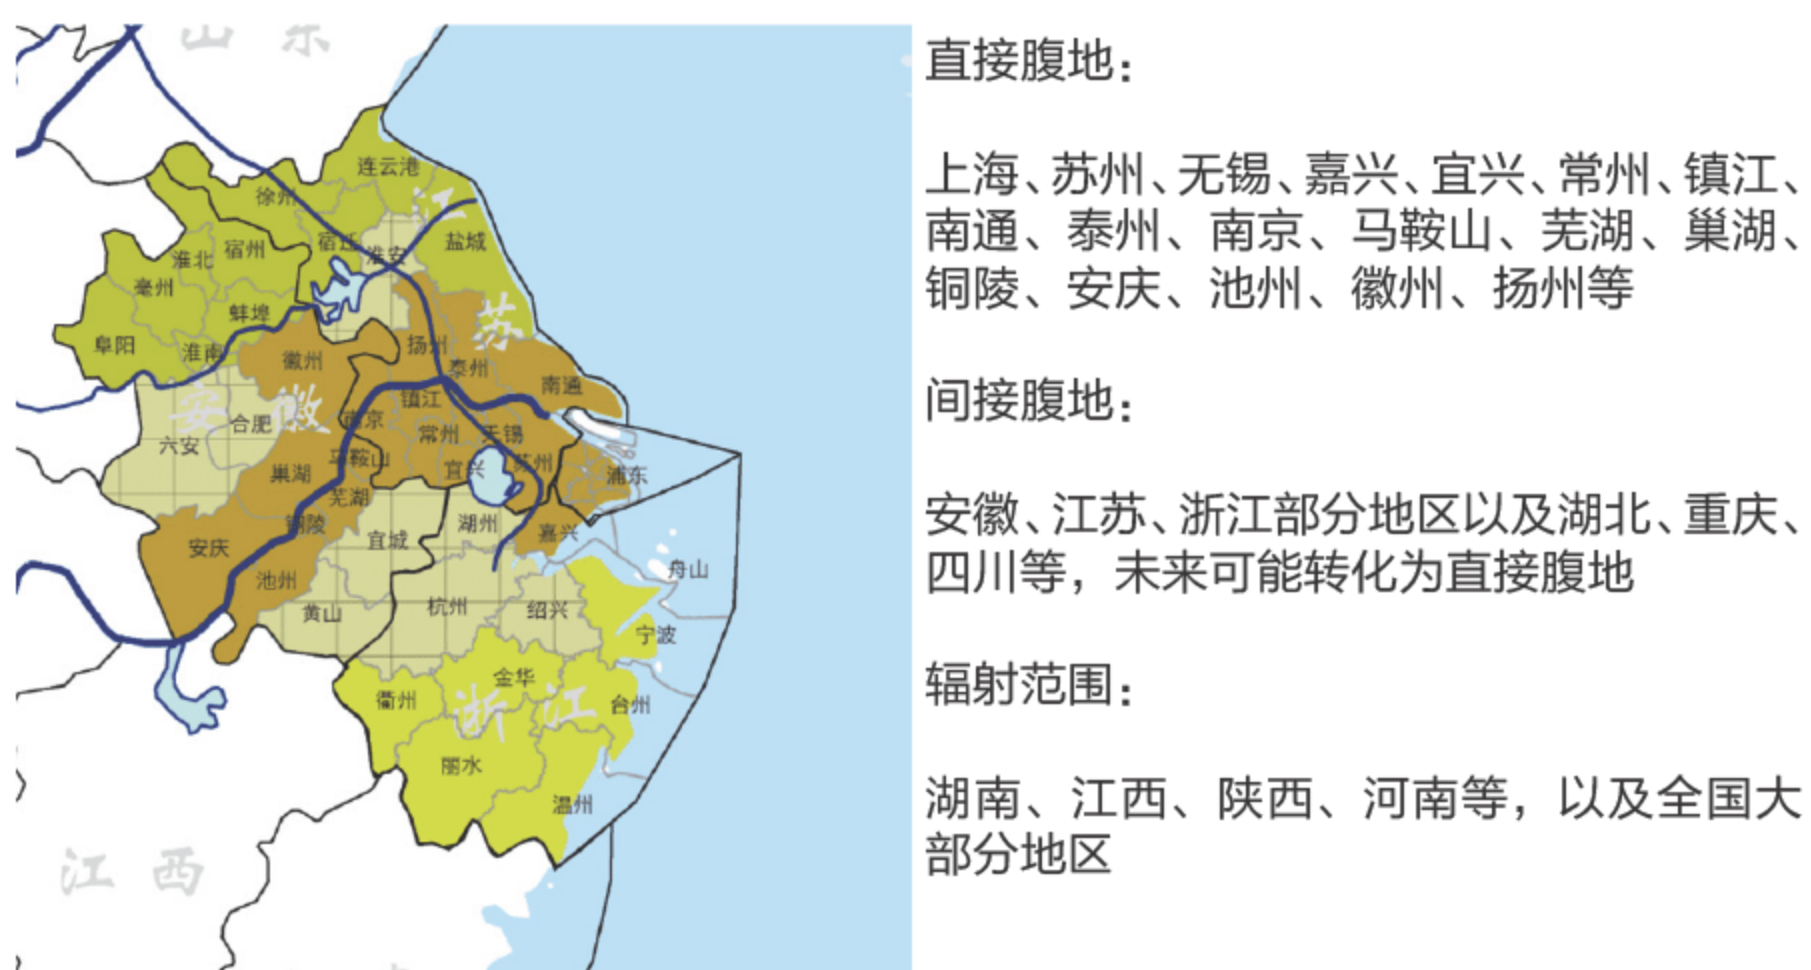 山 东
连云港
徐州
江
宿迁
淮安
盐城
宿州
淮北
亳州
蚌埠
苏
阜阳
淮南
徽州
扬州
泰州
南通
安 徽
合肥
六安
南京
镇江
常州
无锡
巢湖
马鞍山
宜兴
苏州
浦东
芜湖
铜陵
安庆
宜城
湖州
嘉兴
池州
黄山
杭州
绍兴
舟山
宁波
衢州
金华
浙 江
台州
丽水
温州
江 西
直接腹地：
上海、苏州、无锡、嘉兴、宜兴、常州、镇江、
南通、泰州、南京、马鞍山、芜湖、巢湖、
铜陵、安庆、池州、徽州、扬州等
间接腹地：
安徽、江苏、浙江部分地区以及湖北、重庆、
四川等，未来可能转化为直接腹地
辐射范围：
湖南、江西、陕西、河南等，以及全国大
部分地区